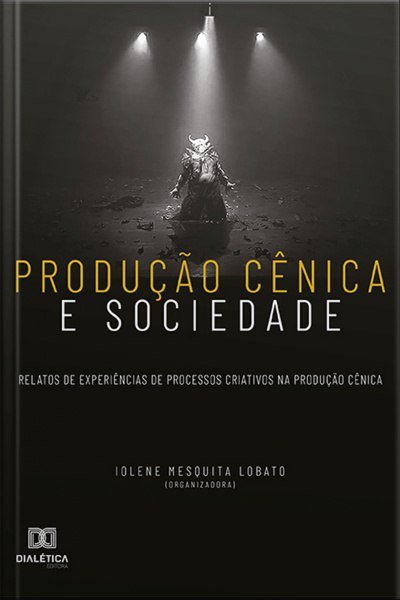 PRODUÇÃO CÊNICA
E SOCIEDADE
RELATOS DE EXPERIÊNCIAS DE PROCESSOS CRIATIVOS NA PRODUÇÃO CÊNICA
IOLENE MESQUITA LOBATO
(ORGANIZADORA)
DIALÉTICA
EDITORA